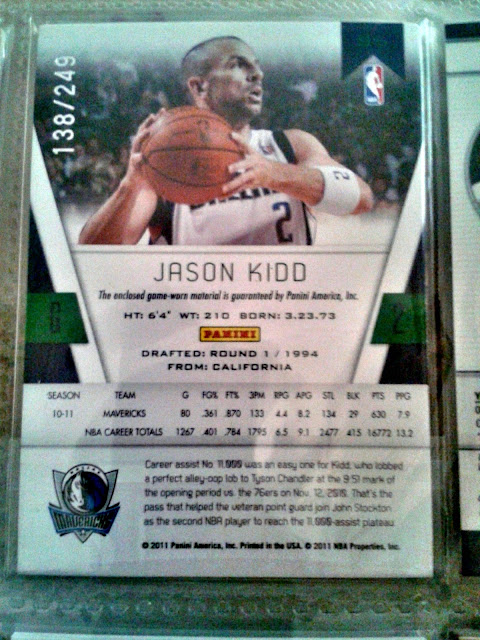 138/249
2
2
JASON KIDD
The enclosed game-worn material is guaranteed by Panini America, Inc.
HT: 6'4" WT: 210 BORN: 3.23.73
G
PANINI
2
DRAFTED: ROUND 1 / 1994
FROM: CALIFORNIA
SEASON TEAM G FG% FT% 3PM RPG APG STL BLK PTS PPG
10-11 MAVERICKS 80 .361 .870 133 4.4 8.2 134 29 630 7.9
NBA CAREER TOTALS 1267 .401 .784 1795 6.5 9.1 2477 415 16772 13.2
Career assist No. 11,000 was an easy one for Kidd, who lobbed
a perfect alley-oop lob to Tyson Chandler at the 9:51 mark of
the opening period vs. the 76ers on Nov. 12, 2010. That's the
pass that helped the veteran point guard join John Stockton
as the second NBA player to reach the 11,000-assist plateau.
MAVERICKS
© 2011 Panini America, Inc. Printed in the USA. © 2011 NBA Properties, Inc.